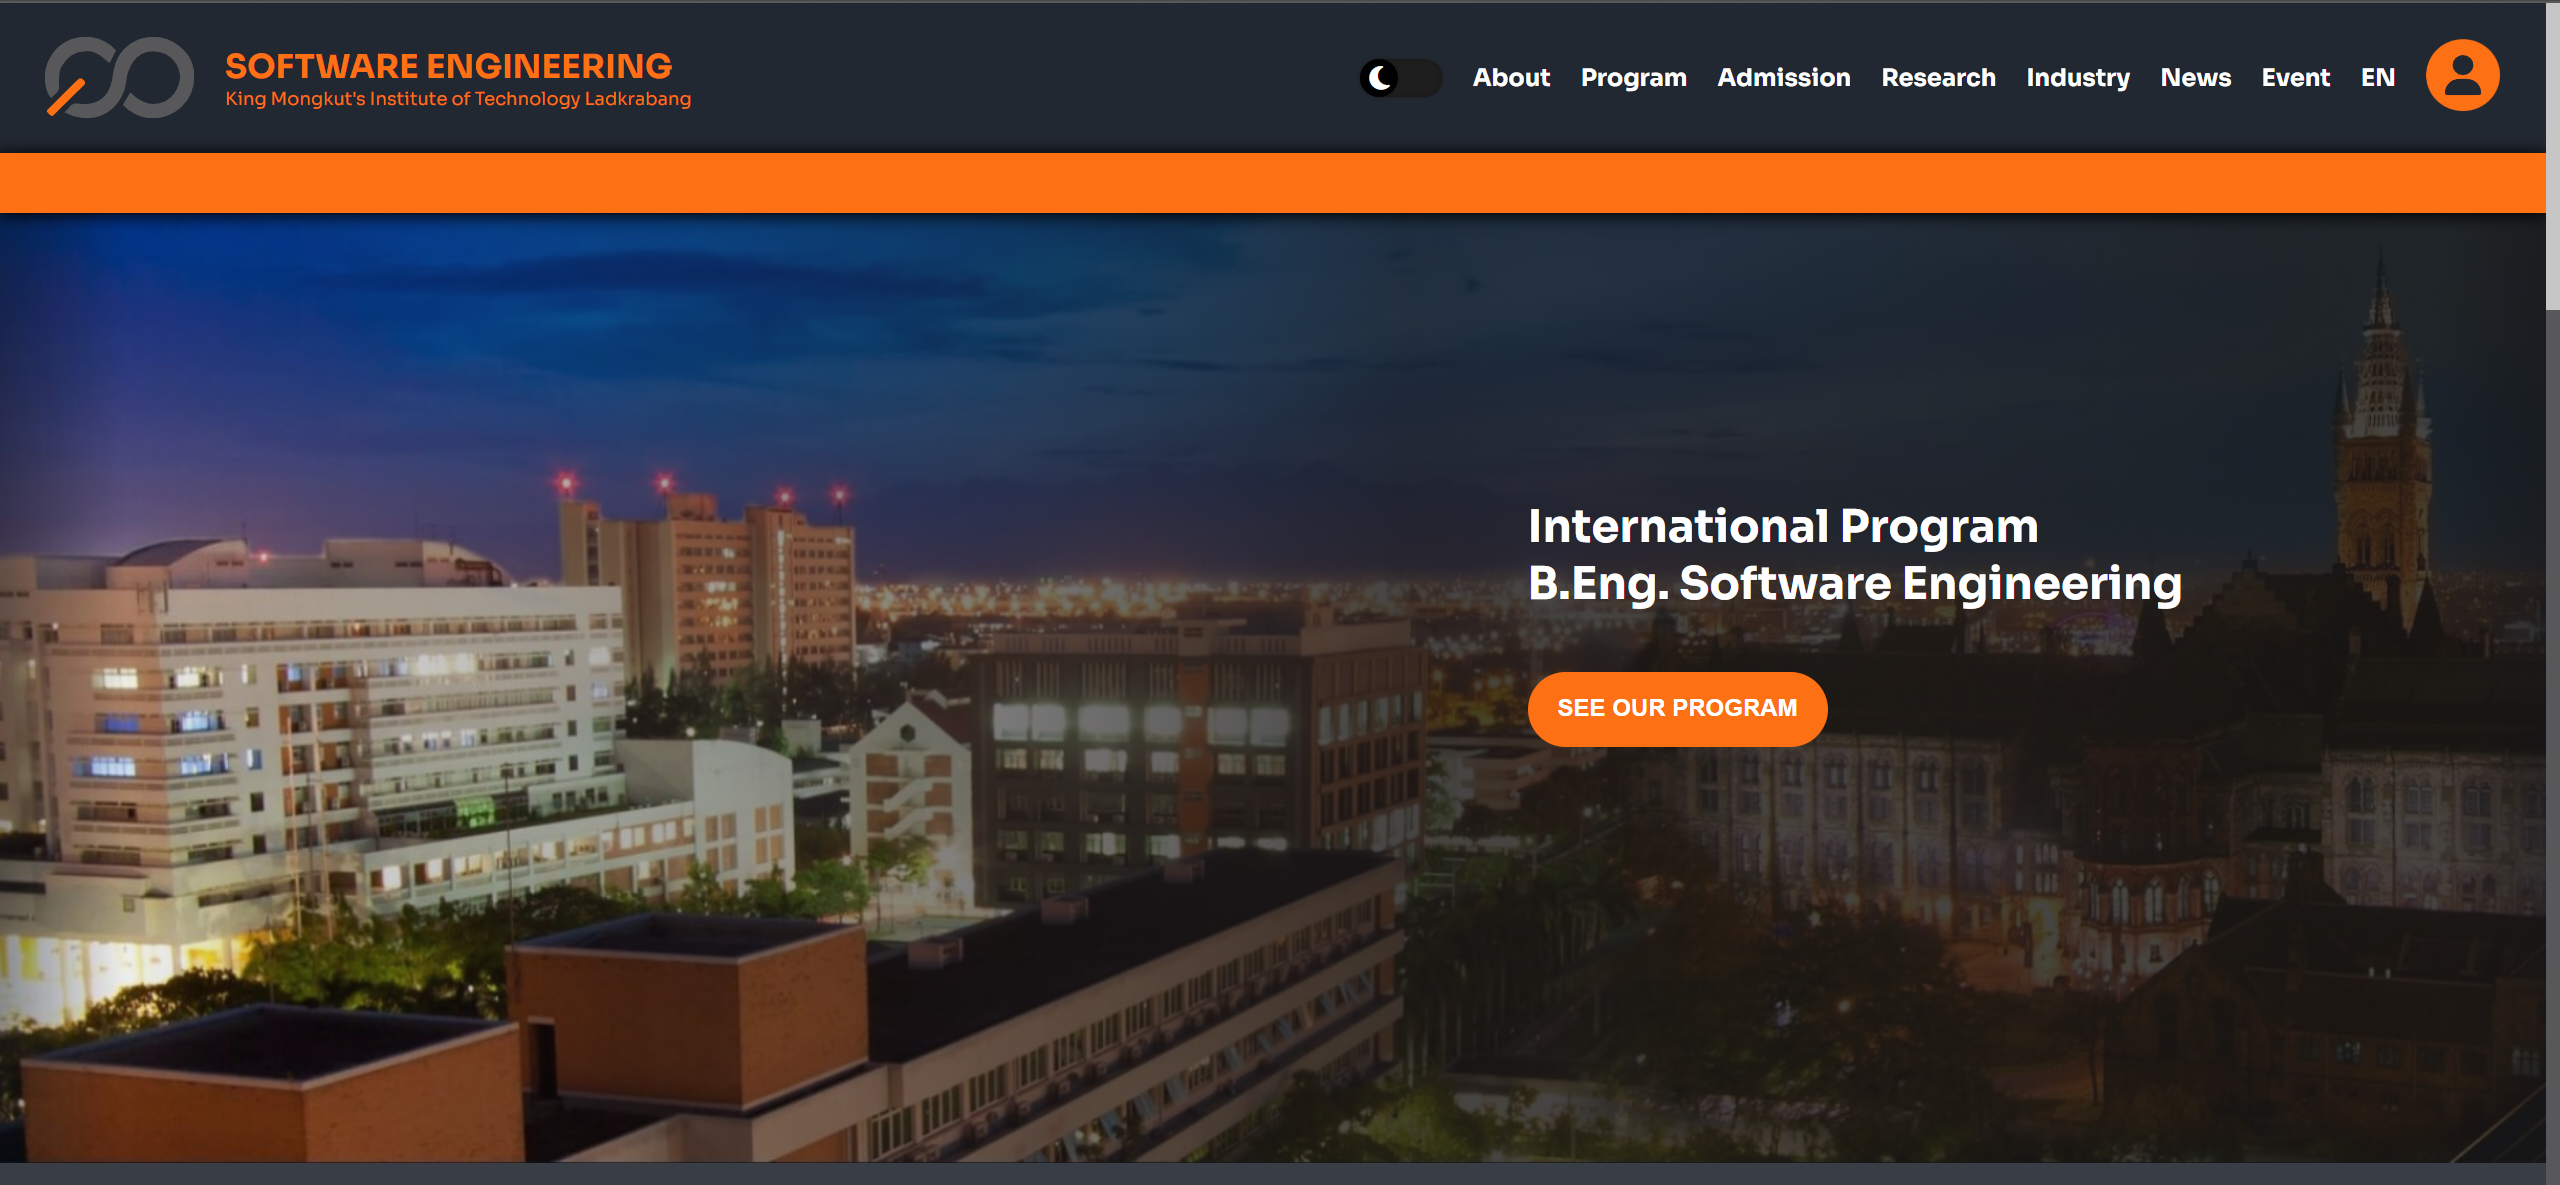 SOFTWARE ENGINEERING
King Mongkut's Institute of Technology Ladkrabang
About Program Admission Research Industry News Event EN
International Program
B.Eng. Software Engineering
SEE OUR PROGRAM